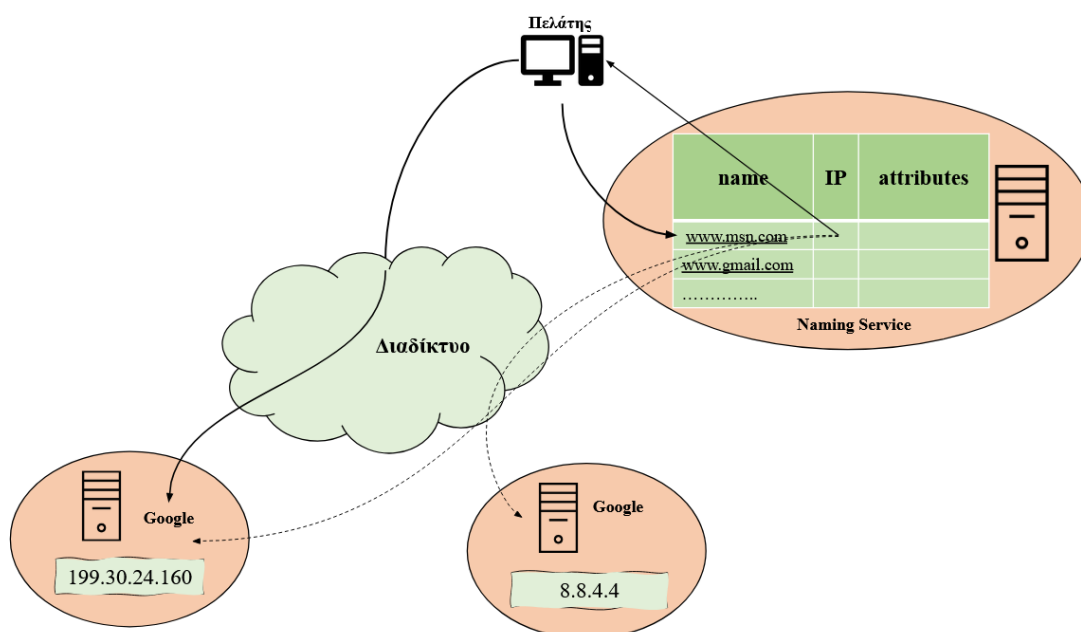 Πελάτης
name IP attributes
www.msn.com
www.gmail.com
…………..
Naming Service
Διαδίκτυο
Google
199.30.24.160
Google
8.8.4.4